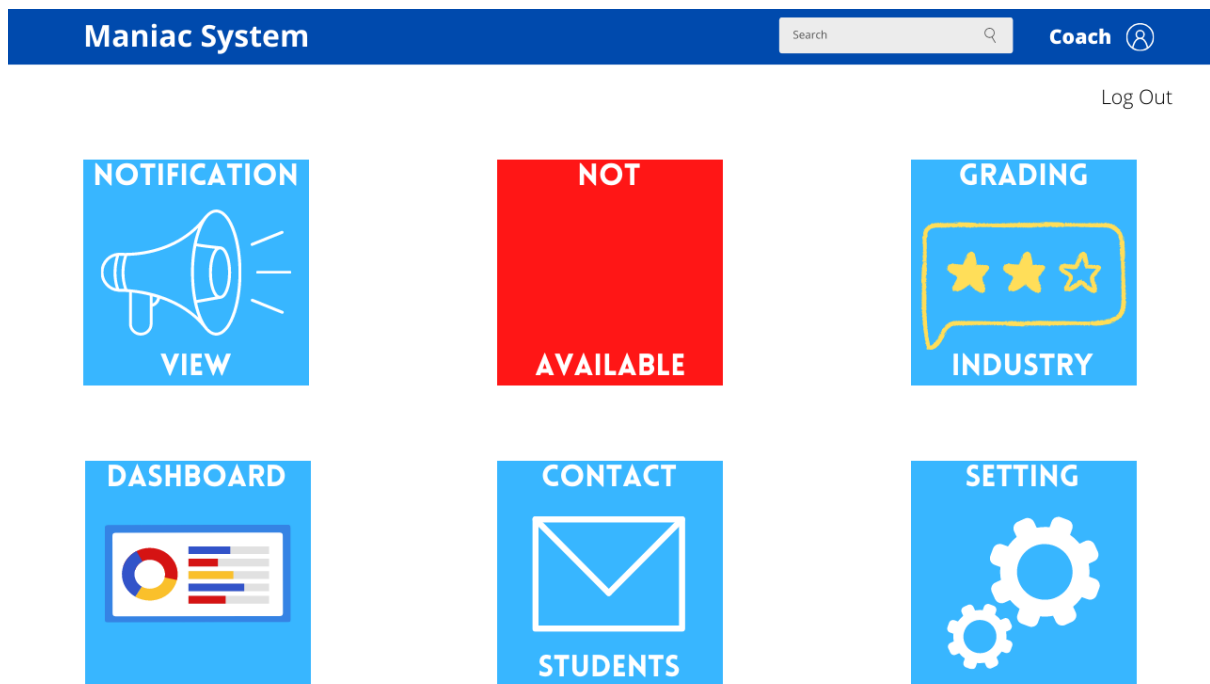 Maniac System
Search
Coach
Log Out
NOTIFICATION
VIEW
NOT
AVAILABLE
GRADING
INDUSTRY
DASHBOARD
CONTACT
STUDENTS
SETTING